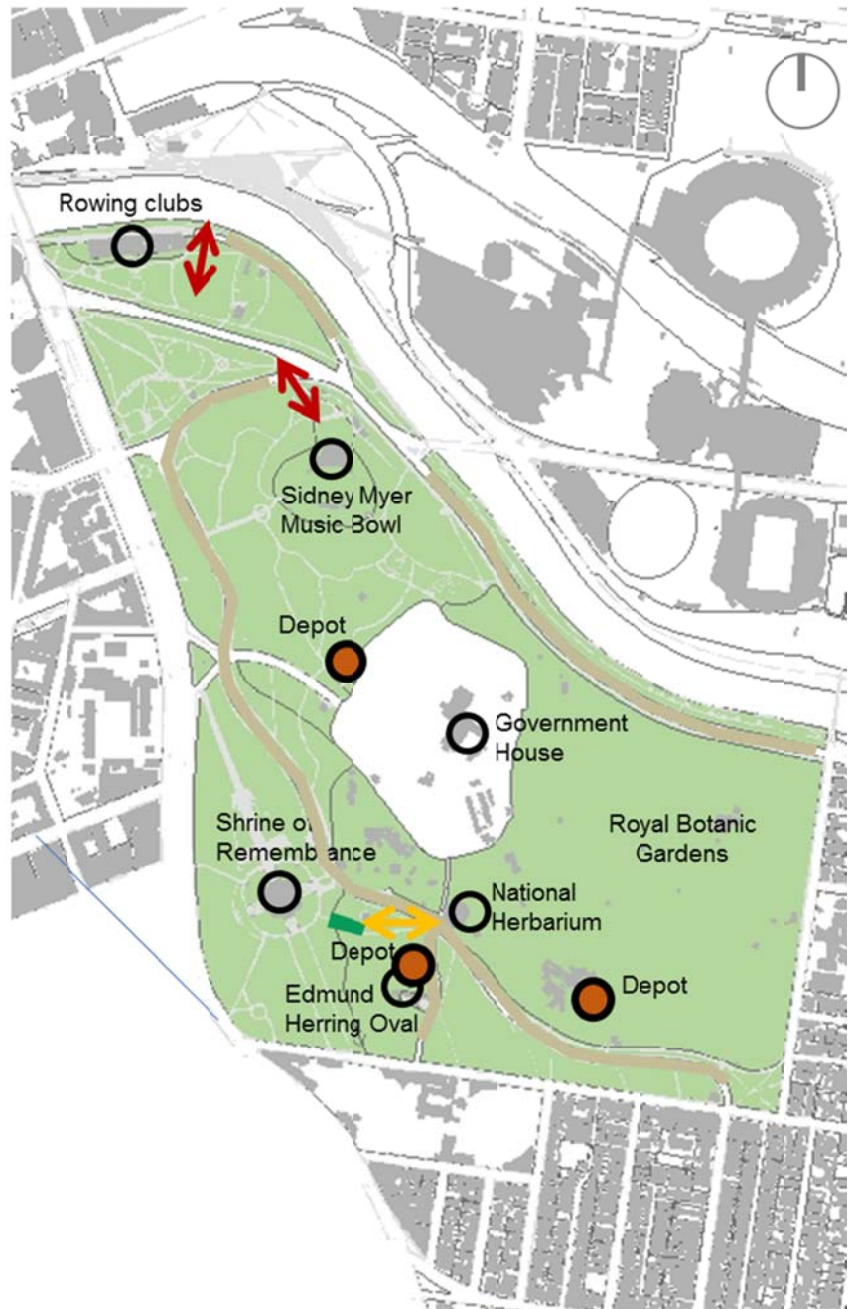 Rowing clubs
Sidney Myer
Music Bowl
Depot
Government
House
Shrine of
Remembrance
Royal Botanic
Gardens
National
Herbarium
Depot
Depot
Edmund
Herring Oval